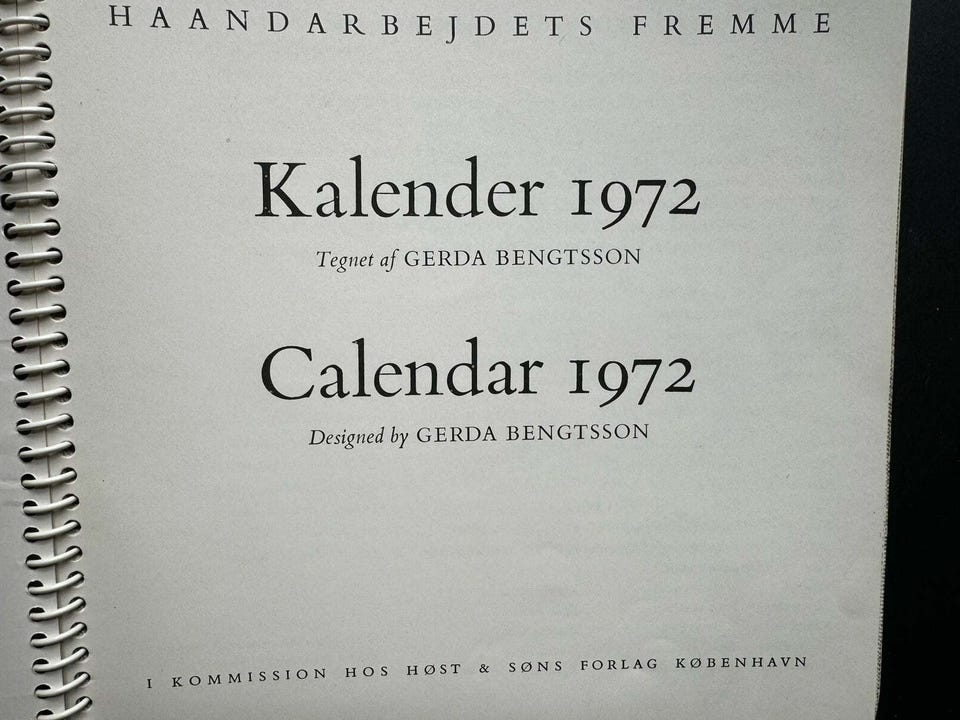 HAANDARBEJDETS FREMME
Kalender 1972
Tegnet af GERDA BENGTSSON
Calendar 1972
Designed by GERDA BENGTSSON
I KOMMISSION HOS HØST & SØNS FORLAG KØBENHAVN